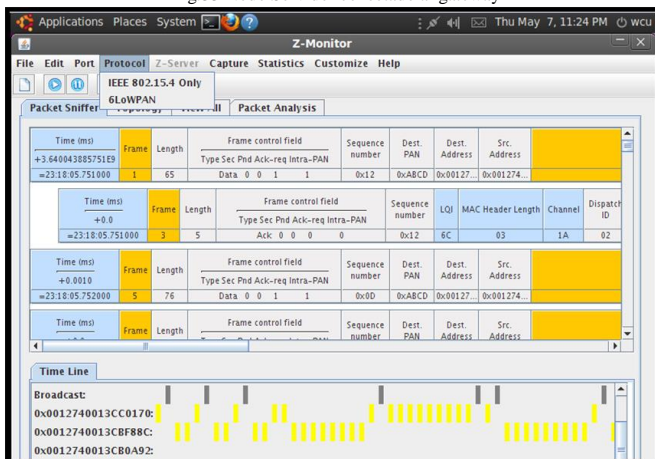 Applications Places System Thu May 7, 11:24 PM wcu
Z-Monitor
File Edit Port Protocol Z-Server Capture Statistics Customize Help
IEEE 802.15.4 Only
6LoWPAN
Packet Sniffer All Packet Analysis
Time (ms) Frame Length Frame control field Sequence number Dest. PAN Dest. Address Src. Address
+3.640043885751E9 Type Sec Pnd Ack-req Intra-PAN
=23:18:05.751000 1 65 Data 0 0 1 1 0x12 0xABCD 0x00127... 0x001274...
Time (ms) Frame Length Frame control field Sequence number LQI MAC Header Length Channel Dispatch ID
+0.0 Type Sec Pnd Ack-req Intra-PAN
=23:18:05.751000 3 5 Ack 0 0 0 0 0x12 6C 03 1A 02
Time (ms) Frame Length Frame control field Sequence number Dest. PAN Dest. Address Src. Address
+0.0010 Type Sec Pnd Ack-req Intra-PAN
=23:18:05.752000 5 76 Data 0 0 1 1 0x0D 0xABCD 0x00127... 0x001274...
Time (ms) Frame Length Frame control field Sequence number Dest. PAN Dest. Address Src. Address
Time Line
Broadcast:
0x0012740013CC0170:
0x0012740013CBF88C:
0x0012740013CB0A92: